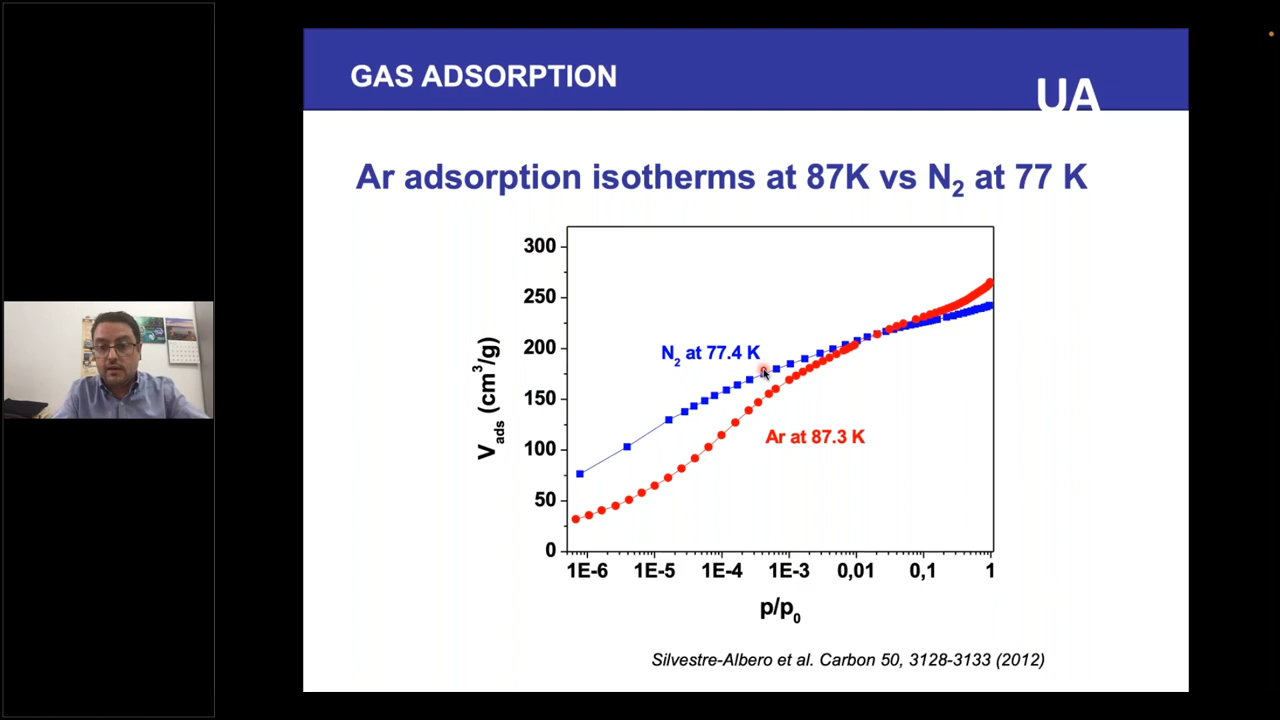 GAS ADSORPTION
UA
Ar adsorption isotherms at 87K vs N2 at 77 K
300
250
200
150
100
50
0
Vads (cm3/g)
N2 at 77.4 K
Ar at 87.3 K
1E-6 1E-5 1E-4 1E-3 0,01 0,1 1
p/p0
Silvestre-Albero et al. Carbon 50, 3128-3133 (2012)